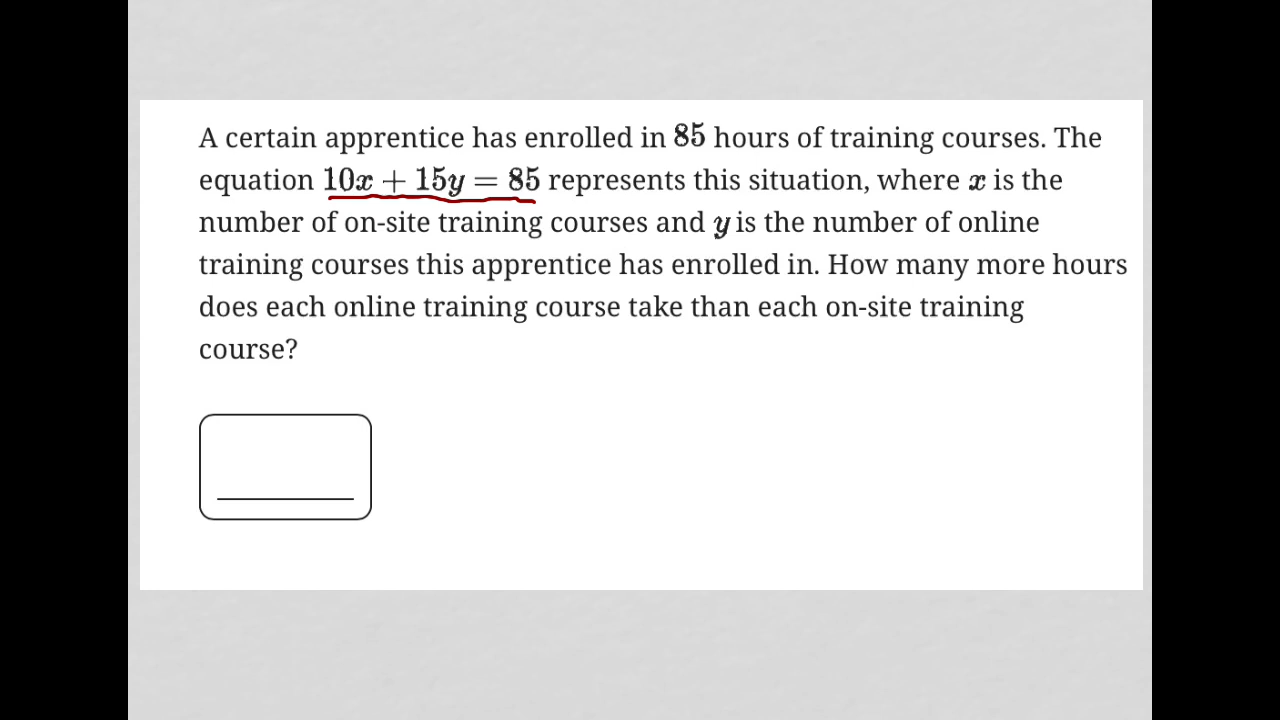 A certain apprentice has enrolled in 85 hours of training courses. The
equation 10x + 15y = 85 represents this situation, where x is the
number of on-site training courses and y is the number of online
training courses this apprentice has enrolled in. How many more hours
does each online training course take than each on-site training
course?